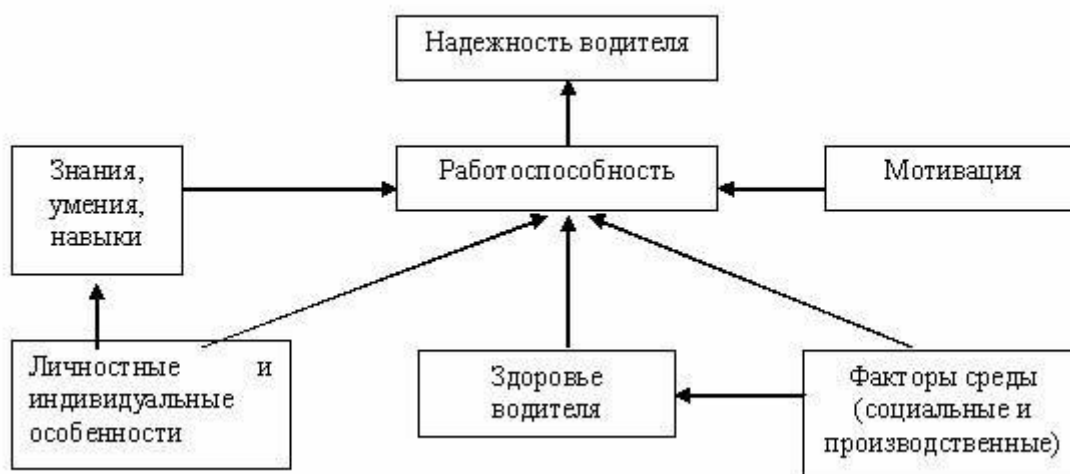 Надежность водителя
Знания,
умения,
навыки
Работоспособность
Мотивация
Личностные и
индивидуальные
особенности
Здоровье
водителя
Факторы среды
(социальные и
производственные)